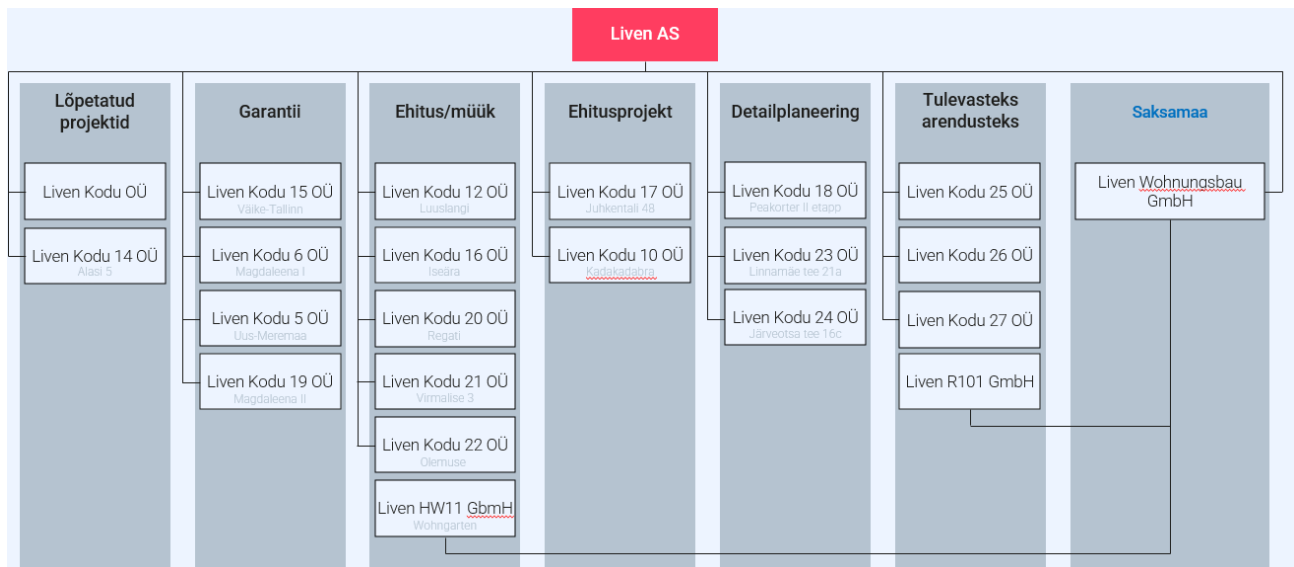 Liven AS
Lõpetatud
projektid
Liven Kodu OÜ
Liven Kodu 14 OÜ
Alasi 5
Garantii
Liven Kodu 15 OÜ
Väike-Tallinn
Liven Kodu 6 OÜ
Magdaleena I
Liven Kodu 5 OÜ
Uus-Meremaa
Liven Kodu 19 OÜ
Magdaleena II
Ehitus/müük
Liven Kodu 12 OÜ
Luuslangi
Liven Kodu 16 OÜ
Iseära
Liven Kodu 20 OÜ
Regati
Liven Kodu 21 OÜ
Virmalise 3
Liven Kodu 22 OÜ
Olemuse
Liven HW11 GbmH
Wohngarten
Ehitusprojekt
Liven Kodu 17 OÜ
Juhkentali 48
Liven Kodu 10 OÜ
Kadakadabra
Detailplaneering
Liven Kodu 18 OÜ
Peakorter II etapp
Liven Kodu 23 OÜ
Linnamäe tee 21a
Liven Kodu 24 OÜ
Järveotsa tee 16c
Tulevasteks
arendusteks
Liven Kodu 25 OÜ
Liven Kodu 26 OÜ
Liven Kodu 27 OÜ
Liven R101 GmbH
Saksamaa
Liven Wohnungsbau
GmbH